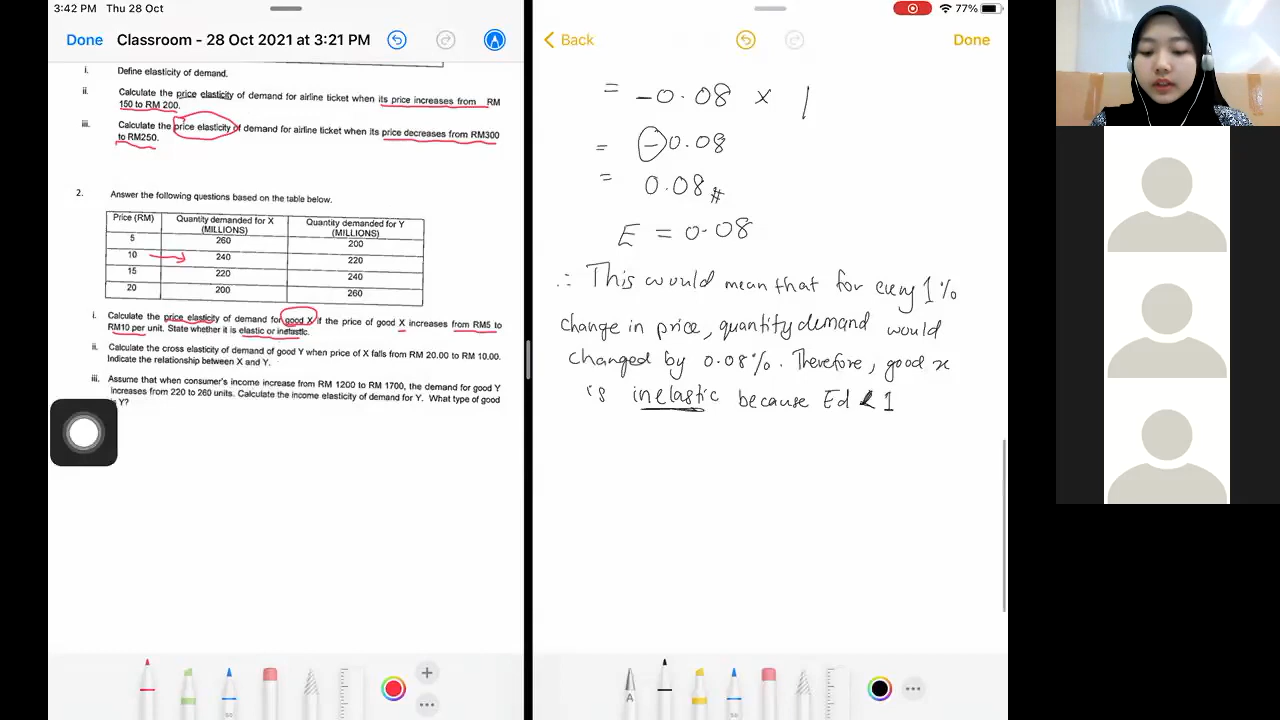 3:42 PM Thu 28 Oct
77%
Done Classroom - 28 Oct 2021 at 3:21 PM
i. Define elasticity of demand.
ii. Calculate the price elasticity of demand for airline ticket when its price increases from RM
150 to RM 200.
iii. Calculate the price elasticity of demand for airline ticket when its price decreases from RM300
to RM250.
2. Answer the following questions based on the table below.
Price (RM) Quantity demanded for X (MILLIONS) Quantity demanded for Y (MILLIONS)
5 260 200
10 240 220
15 220 240
20 200 260
i. Calculate the price elasticity of demand for good X if the price of good X increases from RM5 to
RM10 per unit. State whether it is elastic or inelastic.
ii. Calculate the cross elasticity of demand of good Y when price of X falls from RM 20.00 to RM 10.00.
Indicate the relationship between X and Y.
iii. Assume that when consumer's income increase from RM 1200 to RM 1700, the demand for good Y
increases from 220 to 260 units. Calculate the income elasticity of demand for Y. What type of good
is Y?
Back Done
= -0.08 x 1
= -0.08
= 0.08 #
E = 0.08
∴ This would mean that for every 1%
change in price, quantity demand would
changed by 0.08%. Therefore, good x
is inelastic because Ed < 1
A
50
50